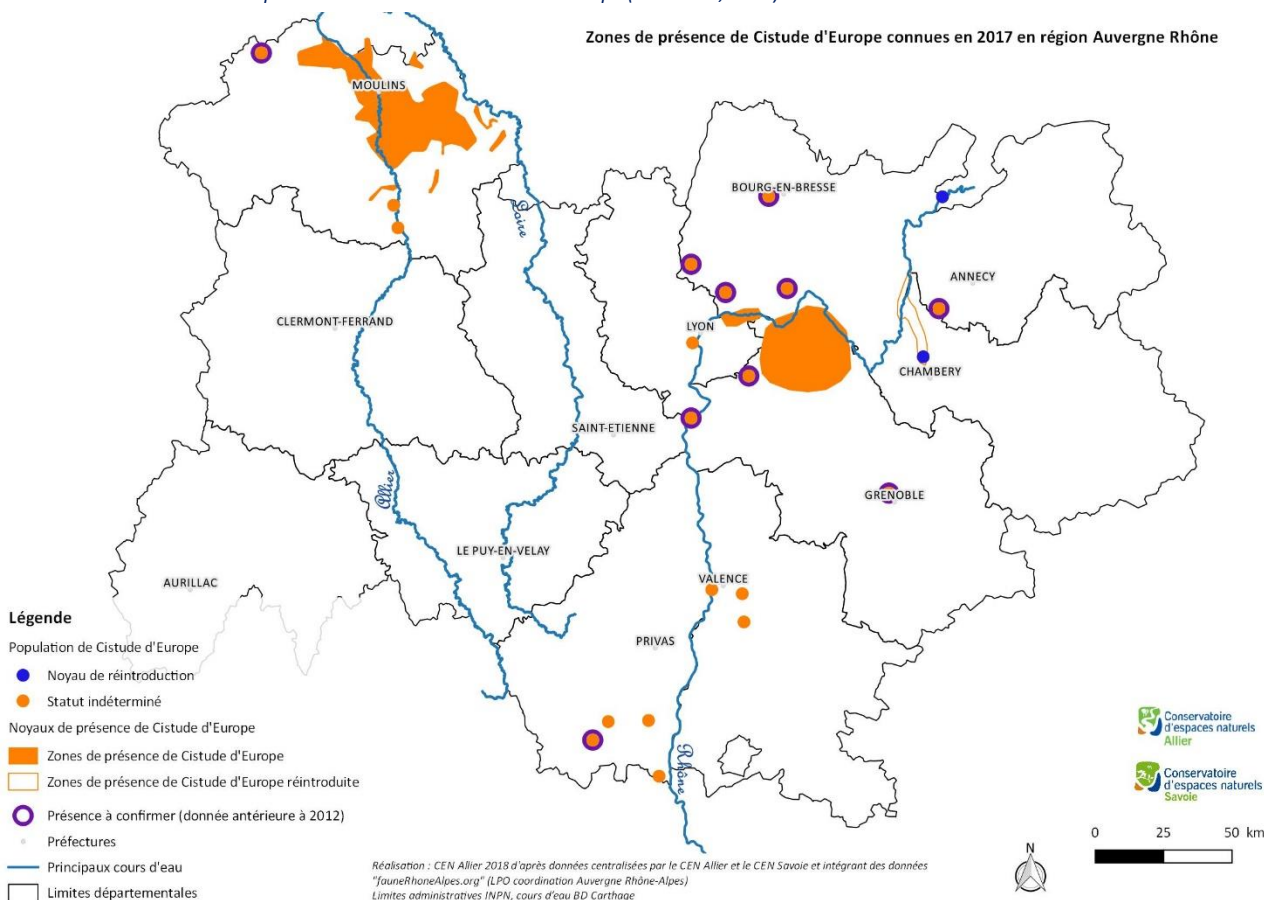 Zones de présence de Cistude d'Europe connues en 2017 en région Auvergne Rhône
MOULINS
BOURG-EN-BRESSE
Loire
ANNECY
CLERMONT-FERRAND
LYON
CHAMBERY
SAINT-ETIENNE
Allier
GRENOBLE
LE PUY-EN-VELAY
AURILLAC
VALENCE
PRIVAS
Rhône
Légende
Population de Cistude d'Europe
Noyau de réintroduction
Statut indéterminé
Noyaux de présence de Cistude d'Europe
Zones de présence de Cistude d'Europe
Zones de présence de Cistude d'Europe réintroduite
Présence à confirmer (donnée antérieure à 2012)
Préfectures
Principaux cours d'eau
Limites départementales
Conservatoire
d'espaces naturels
Allier
Conservatoire
d'espaces naturels
Savoie
0 25 50 km
N
Réalisation : CEN Allier 2018 d'après données centralisées par le CEN Allier et le CEN Savoie et intégrant des données
"fauneRhoneAlpes.org" (LPO coordination Auvergne Rhône-Alpes)
Limites administratives INPN, cours d'eau BD Carthage